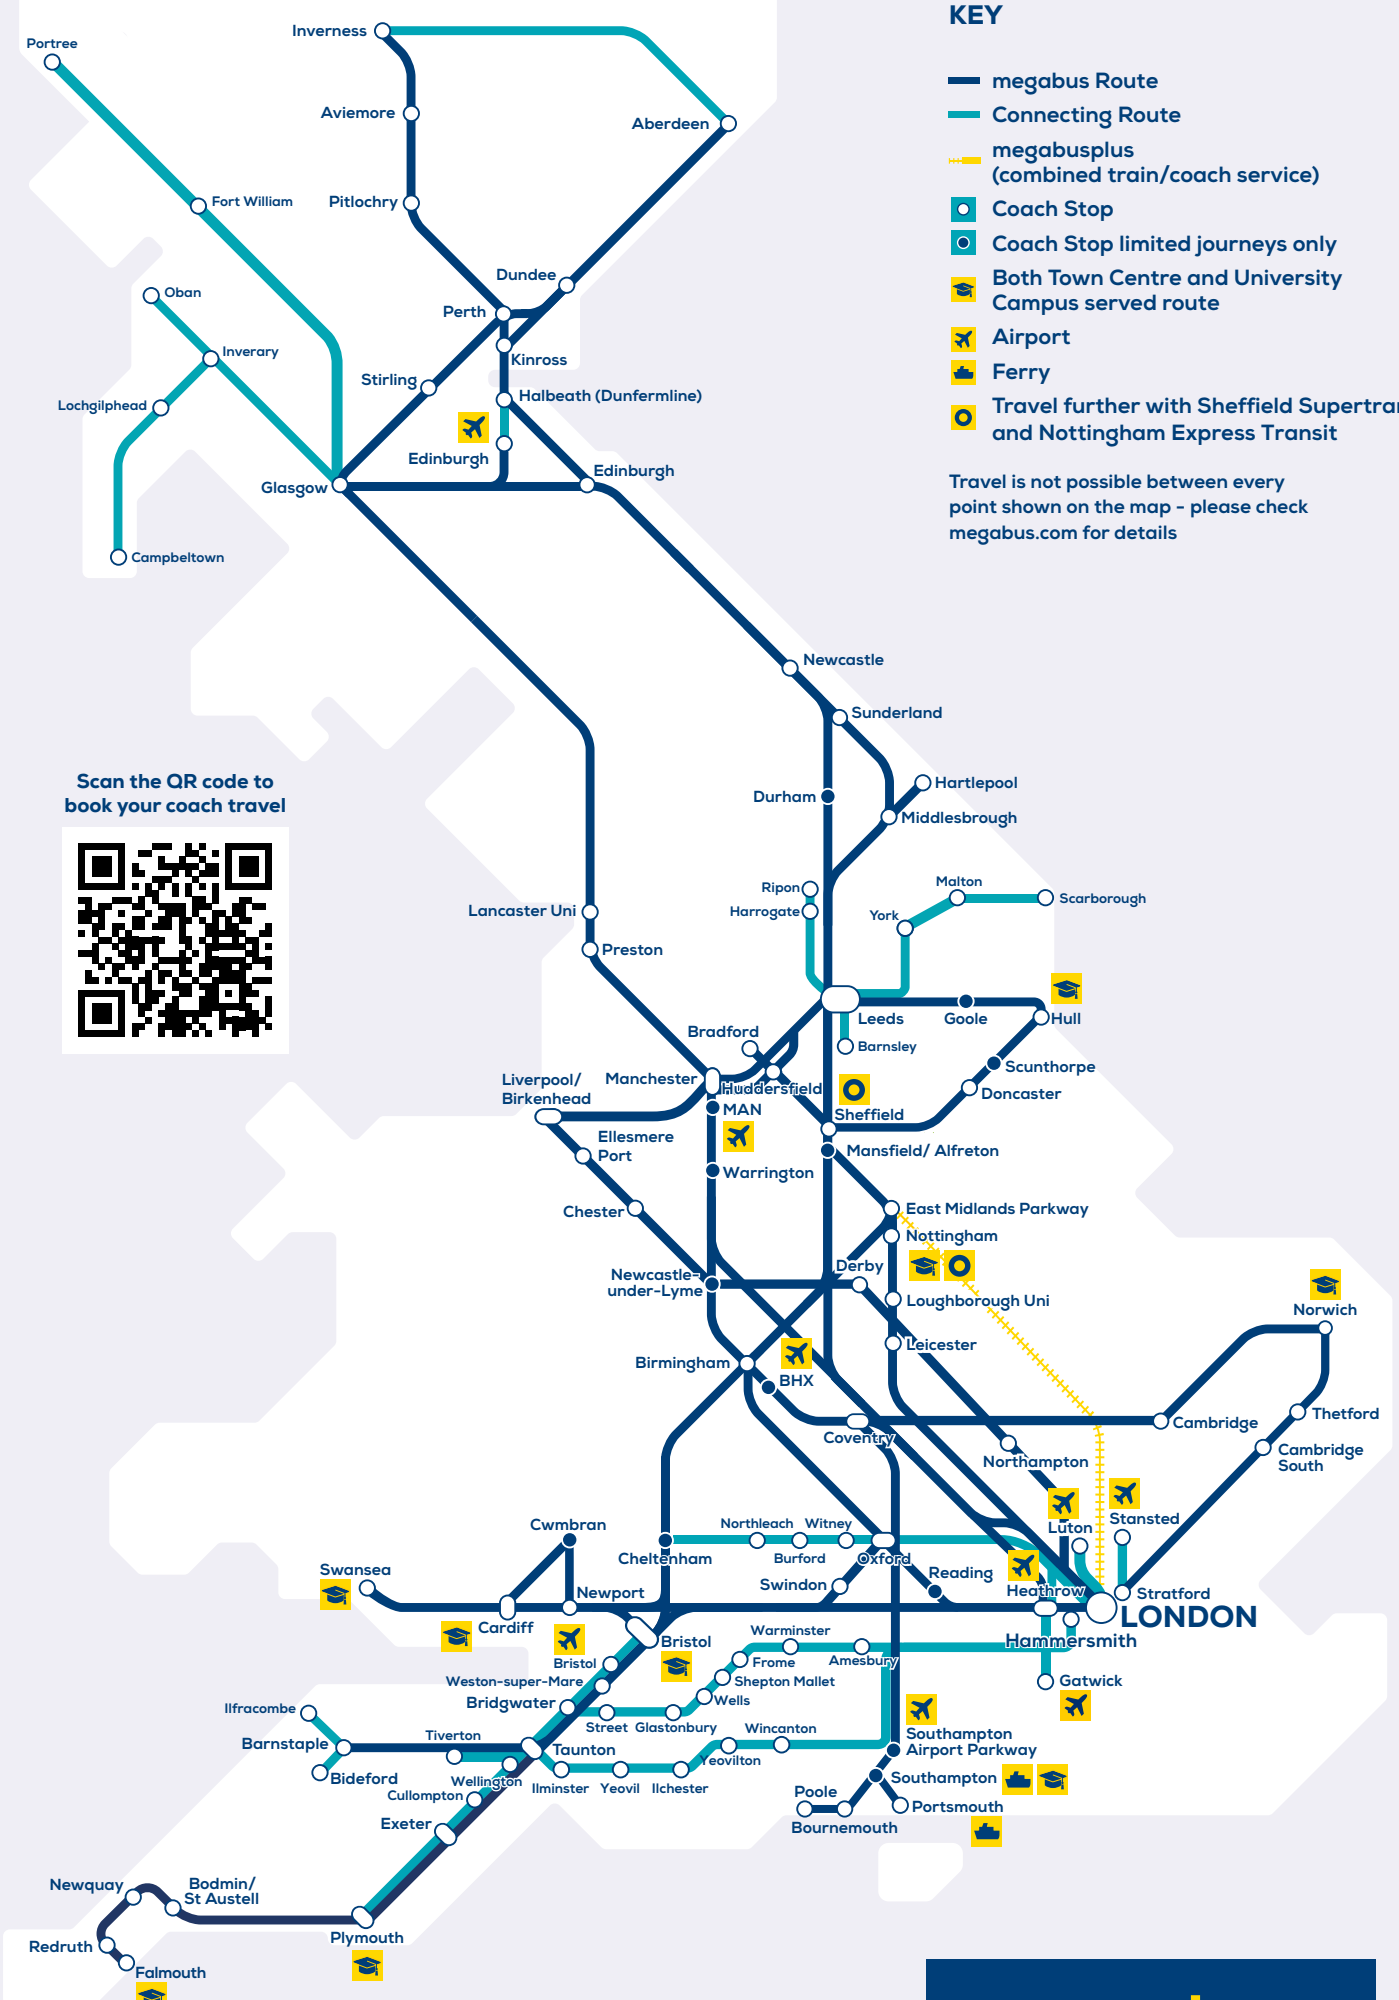 KEY
megabus Route
Connecting Route
megabusplus
(combined train/coach service)
Coach Stop
Coach Stop limited journeys only
Both Town Centre and University
Campus served route
Airport
Ferry
Travel further with Sheffield Supertra
and Nottingham Express Transit
Travel is not possible between every
point shown on the map - please check
megabus.com for details
Portree
Inverness
Aviemore
Aberdeen
Fort William
Pitlochry
Dundee
Oban
Perth
Inverary
Kinross
Stirling
Halbeath (Dunfermline)
Lochgilphead
Edinburgh
Edinburgh
Glasgow
Campbeltown
Newcastle
Sunderland
Scan the QR code to
book your coach travel
Hartlepool
Durham
Middlesbrough
Ripon
Malton
Scarborough
Lancaster Uni
Harrogate
York
Preston
Leeds
Goole
Hull
Bradford
Barnsley
Scunthorpe
Liverpool/
Birkenhead
Manchester
Huddersfield
Doncaster
MAN
Sheffield
Ellesmere
Port
Mansfield/ Alfreton
Warrington
Chester
East Midlands Parkway
Nottingham
Derby
Newcastle-
under-Lyme
Loughborough Uni
Norwich
Leicester
Birmingham
BHX
Thetford
Coventry
Cambridge
Cambridge
South
Northampton
Cwmbran
Northleach
Witney
Luton
Stansted
Cheltenham
Burford
Oxford
Swansea
Swindon
Reading
Heathrow
Newport
Stratford
LONDON
Cardiff
Bristol
Warminster
Hammersmith
Bristol
Frome
Amesbury
Weston-super-Mare
Shepton Mallet
Gatwick
Bridgwater
Wells
Ilfracombe
Street
Glastonbury
Wincanton
Southampton
Airport Parkway
Barnstaple
Tiverton
Taunton
Yeovilton
Bideford
Wellington
Ilminster
Yeovil
Ilchester
Southampton
Cullompton
Poole
Portsmouth
Exeter
Bournemouth
Newquay
Bodmin/
St Austell
Plymouth
Redruth
Falmouth